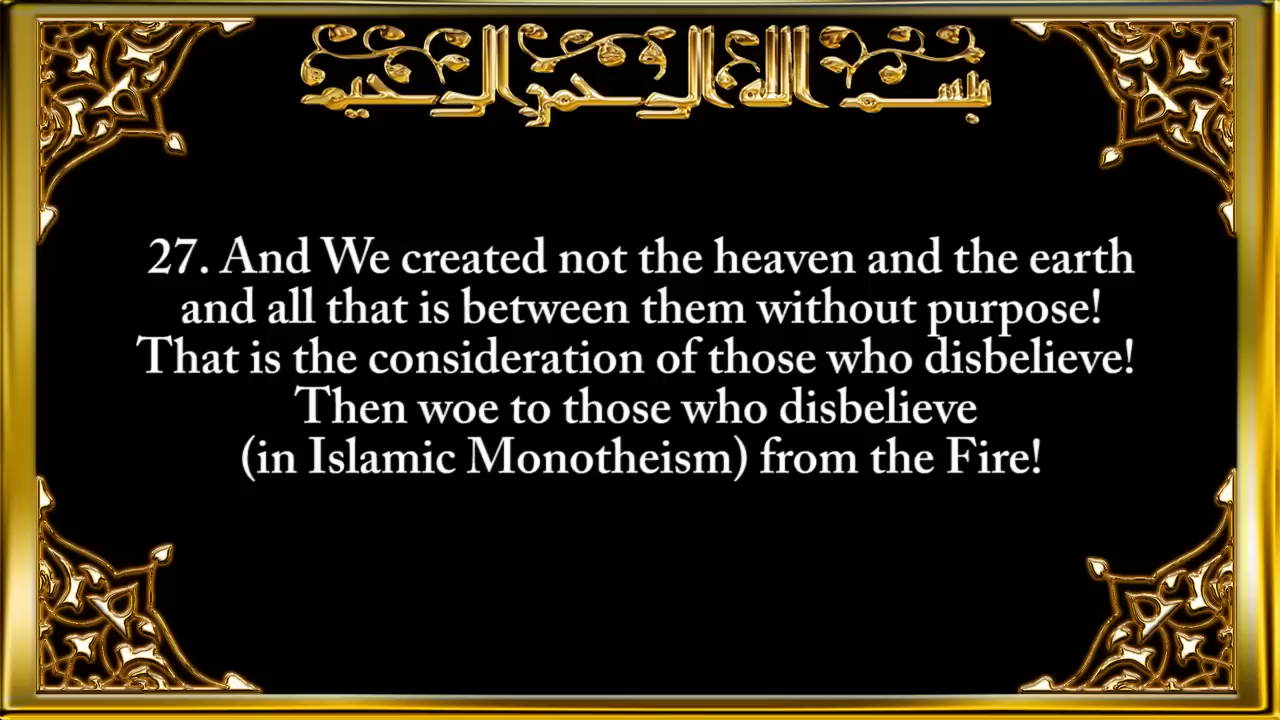 بسم الله الرحمن الرحيم
27. And We created not the heaven and the earth
and all that is between them without purpose!
That is the consideration of those who disbelieve!
Then woe to those who disbelieve
(in Islamic Monotheism) from the Fire!